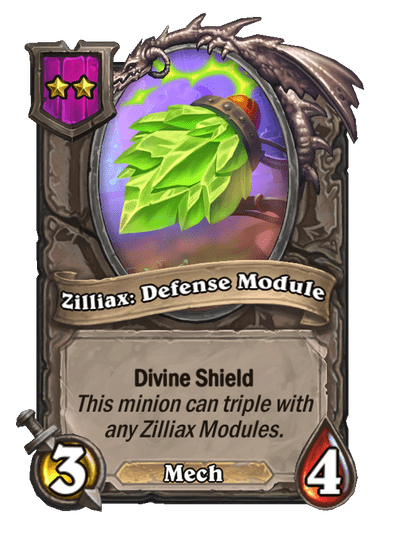 Zilliax: Defense Module
Divine Shield
This minion can triple with
any Zilliax Modules.
3
Mech
4